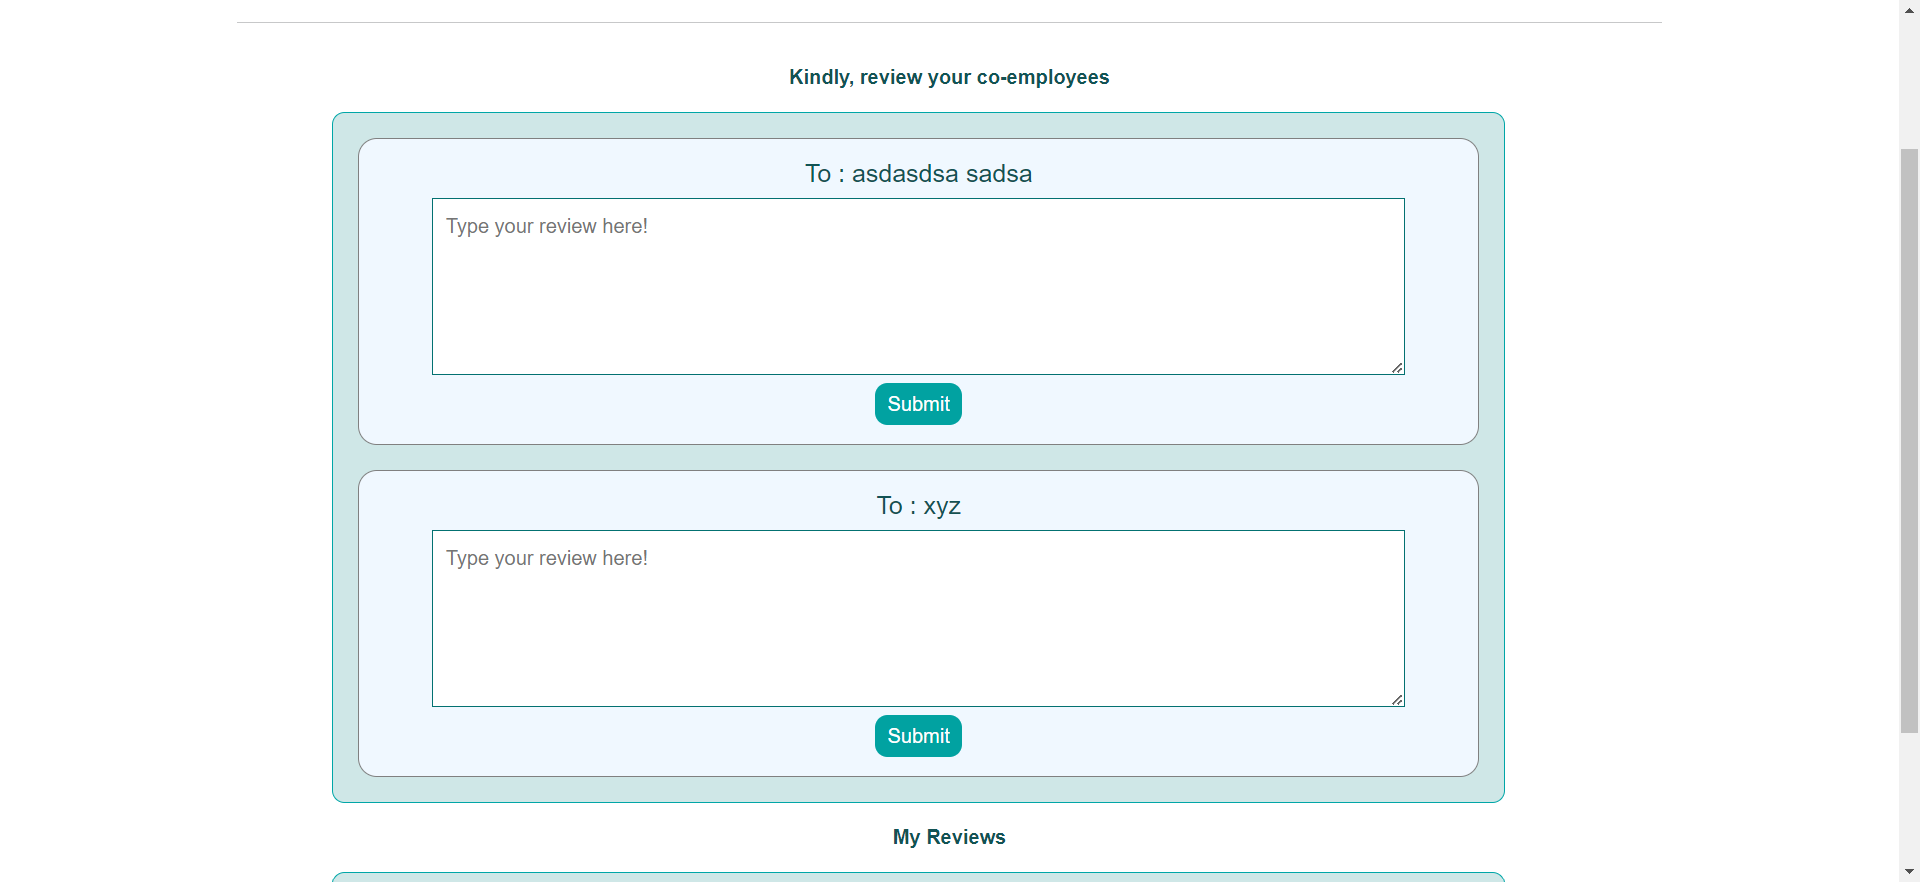 Kindly, review your co-employees
To : asdasdsa sadsa
Type your review here!
Submit
To : xyz
Type your review here!
Submit
My Reviews